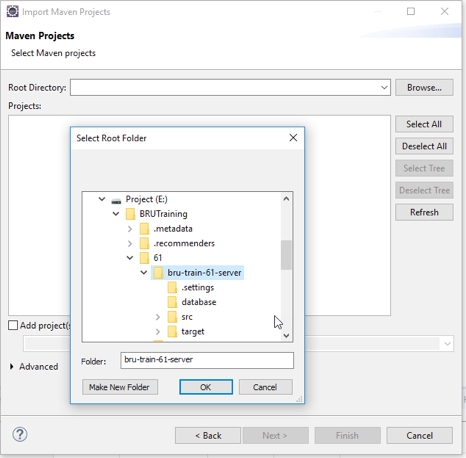 Import Maven Projects
Maven Projects
Select Maven projects
Root Directory:
Browse...
Projects:
Select All
Deselect All
Select Tree
Deselect Tree
Refresh
Select Root Folder
Project (E:)
BRUTraining
.metadata
.recommenders
61
bru-train-61-server
.settings
database
src
target
Folder:
bru-train-61-server
Make New Folder
OK
Cancel
Add project(s
Advanced
< Back
Next >
Finish
Cancel